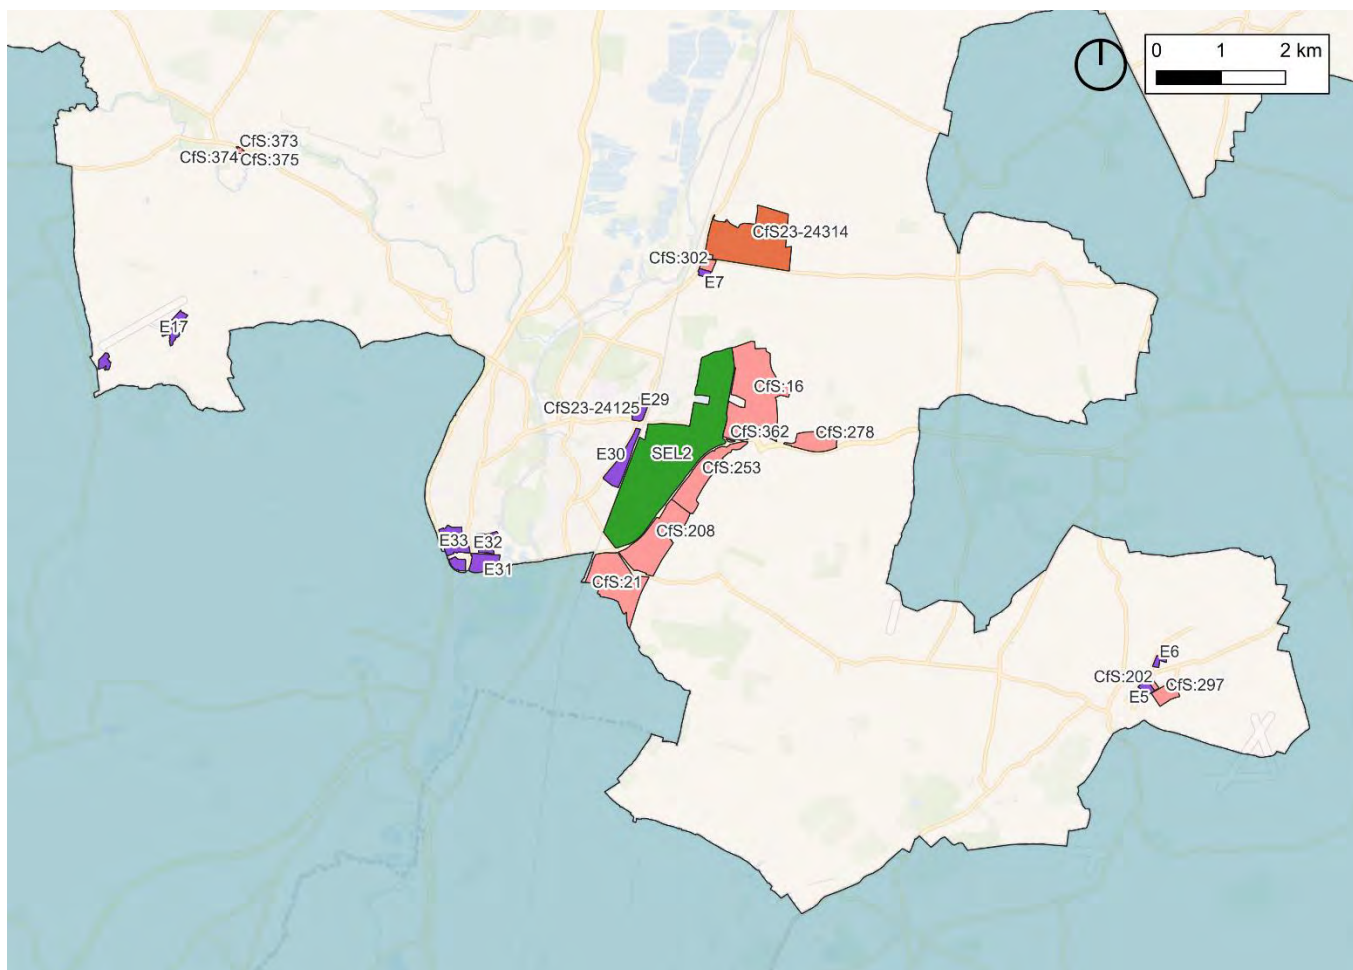 0 1 2 km
CfS:373
CfS:374 CfS:375
CfS23-24314
CfS:302
E7
E17
CfS:16
CfS23-24125 E29
CfS:362
CfS:278
E30
SEL2
CfS:253
CfS:208
E33 E32
E31
CfS:21
E6
CfS:202
CfS:297
E5